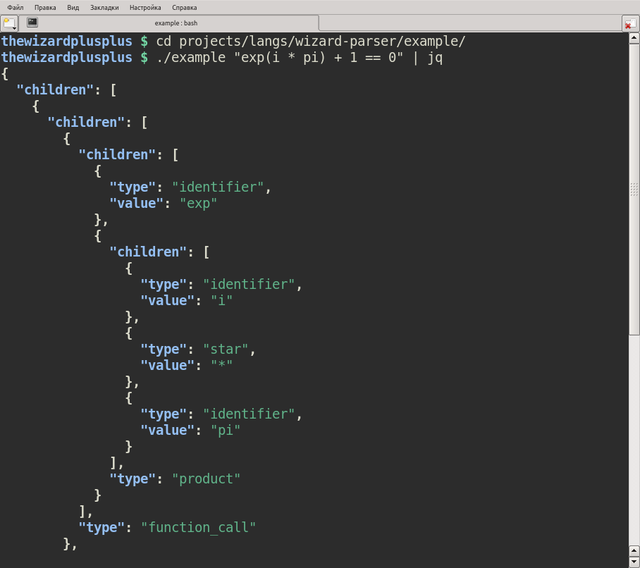 Файл Правка Вид Закладки Настройка Справка
example : bash
thewizardplusplus $ cd projects/langs/wizard-parser/example/
thewizardplusplus $ ./example "exp(i * pi) + 1 == 0" | jq
{
  "children": [
    {
      "children": [
        {
          "children": [
            {
              "type": "identifier",
              "value": "exp"
            },
            {
              "children": [
                {
                  "type": "identifier",
                  "value": "i"
                },
                {
                  "type": "star",
                  "value": "*"
                },
                {
                  "type": "identifier",
                  "value": "pi"
                }
              ],
              "type": "product"
            }
          ],
          "type": "function_call"
        },